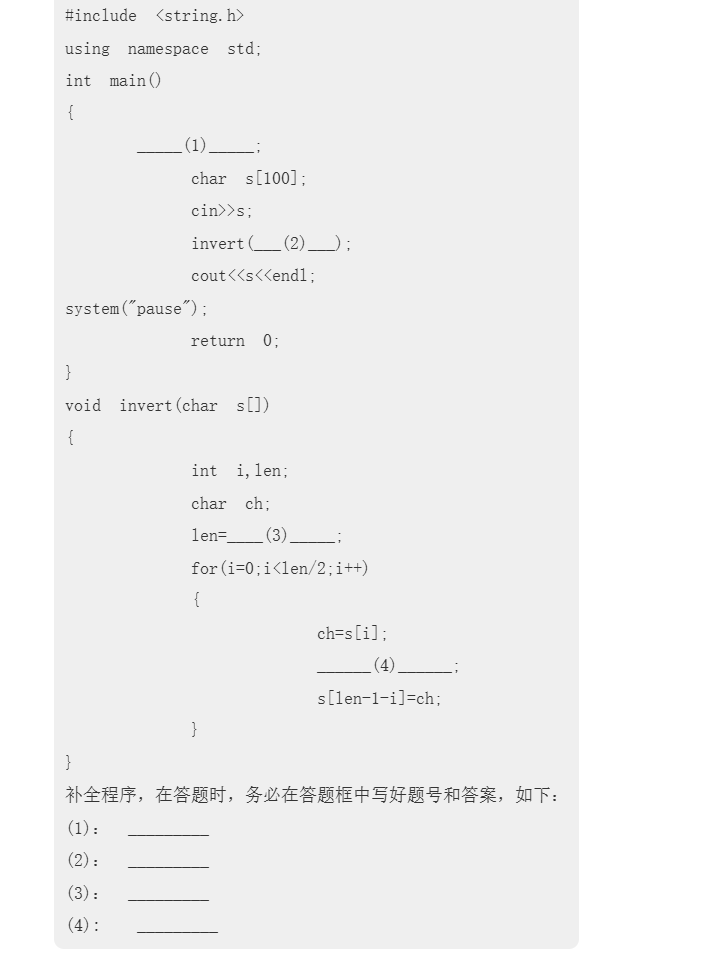 #include <string.h>
using namespace std;
int main()
{
_____(1)_____;
char s[100];
cin>>s;
invert(___(2)___);
cout<<s<<endl;
system("pause");
return 0;
}
void invert(char s[])
{
int i,len;
char ch;
len=____(3)_____;
for(i=0;i<len/2;i++)
{
ch=s[i];
______(4)______;
s[len-1-i]=ch;
}
}
补全程序，在答题时，务必在答题框中写好题号和答案，如下：
(1)： _________
(2)： _________
(3)： _________
(4)： _________